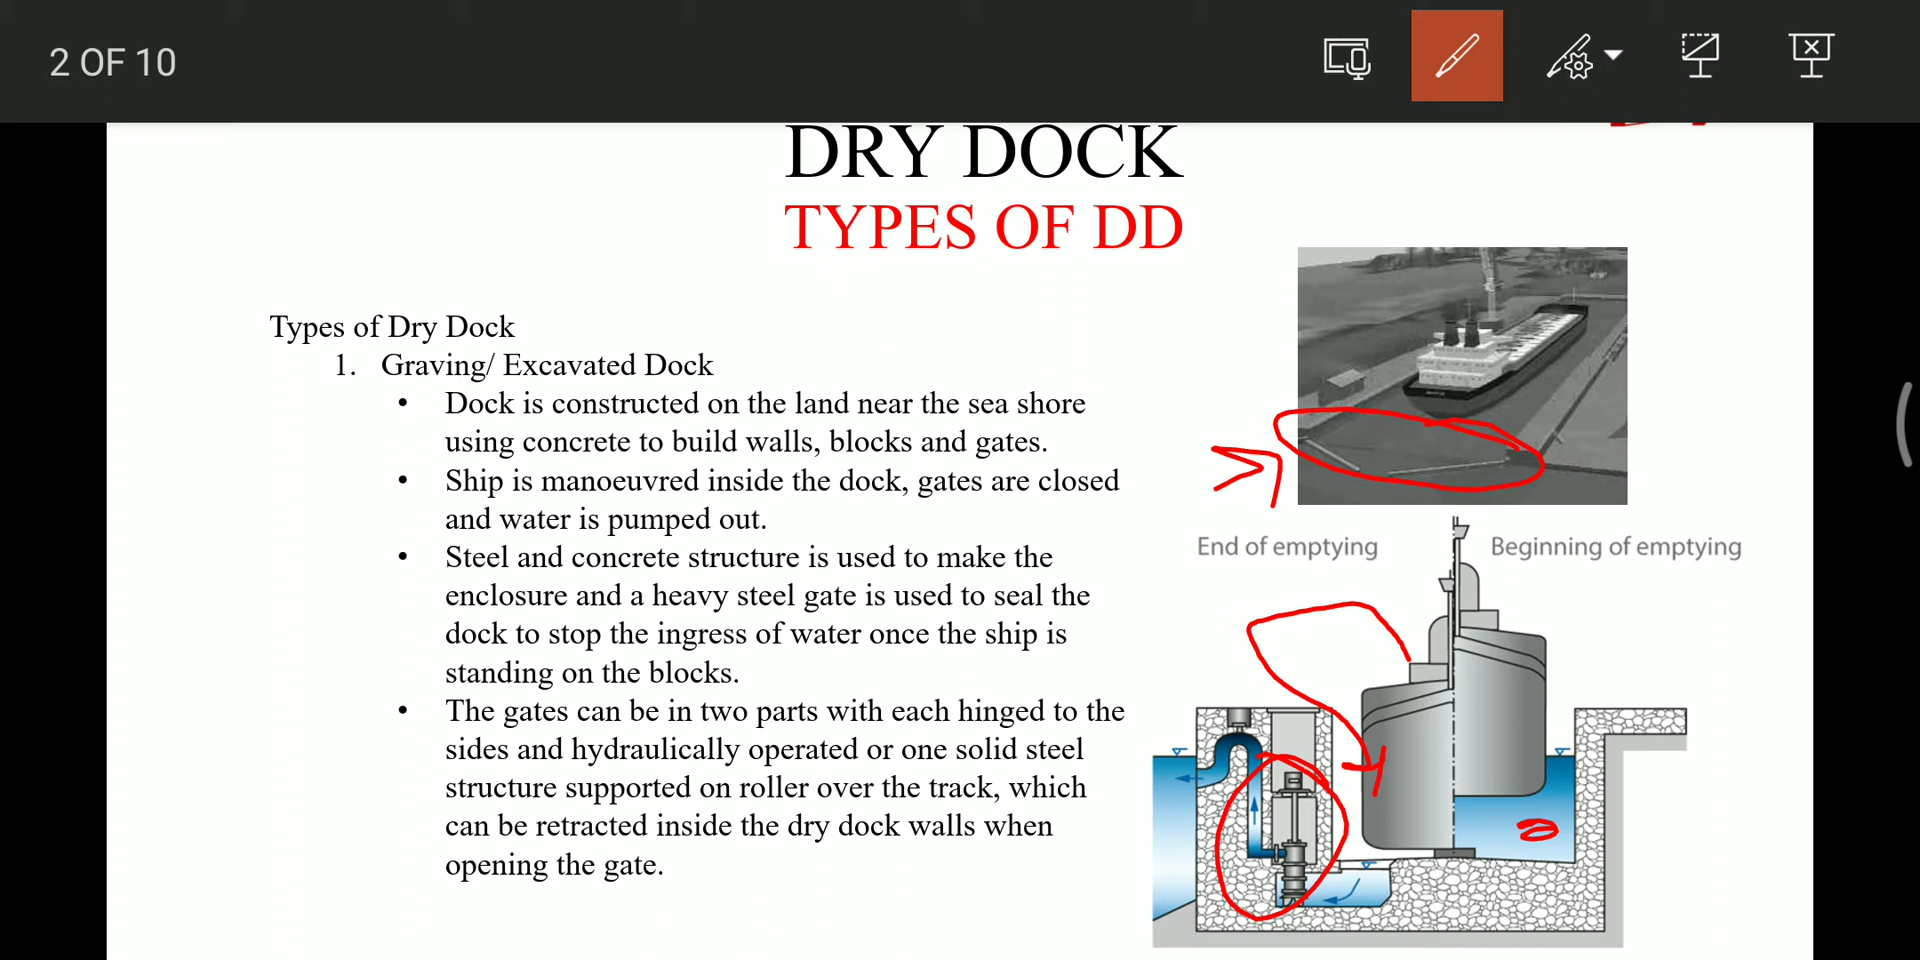 2 OF 10
DRY DOCK
TYPES OF DD
Types of Dry Dock
1. Graving/ Excavated Dock
• Dock is constructed on the land near the sea shore
using concrete to build walls, blocks and gates.
• Ship is manoeuvred inside the dock, gates are closed
and water is pumped out.
• Steel and concrete structure is used to make the
enclosure and a heavy steel gate is used to seal the
dock to stop the ingress of water once the ship is
standing on the blocks.
• The gates can be in two parts with each hinged to the
sides and hydraulically operated or one solid steel
structure supported on roller over the track, which
can be retracted inside the dry dock walls when
opening the gate.
End of emptying
Beginning of emptying